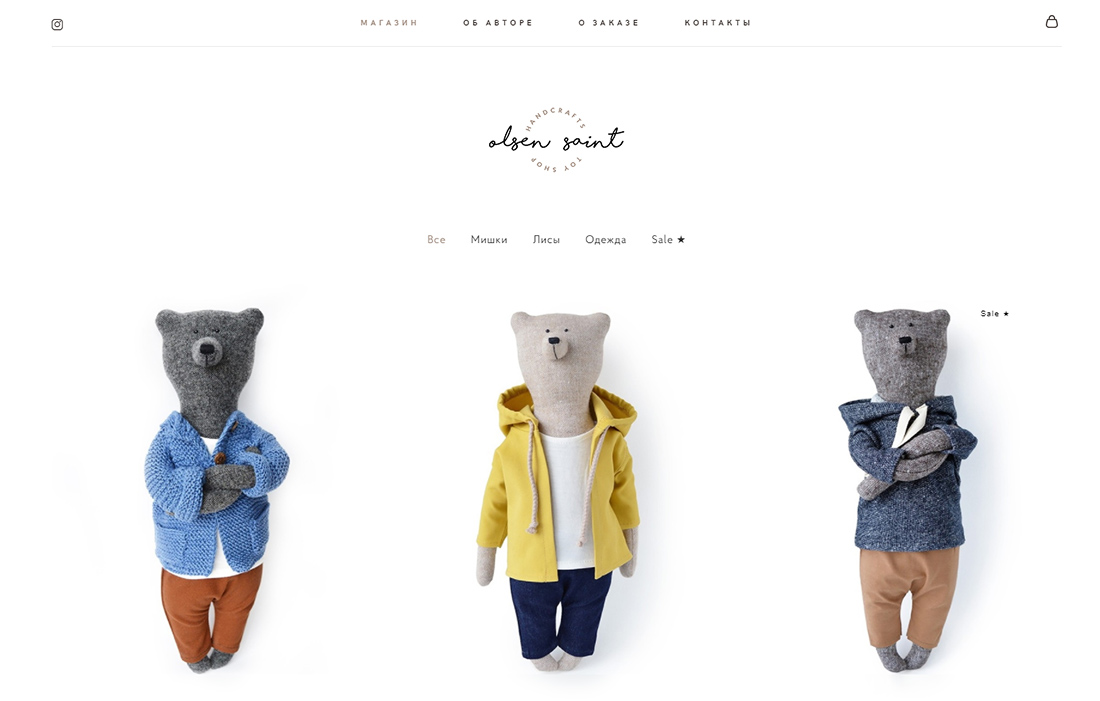 МАГАЗИН ОБ АВТОРЕ О ЗАКАЗЕ КОНТАКТЫ
HANDCRAFTS
olsen saint
TOY SHOP
Все Мишки Лисы Одежда Sale ★
Sale ★